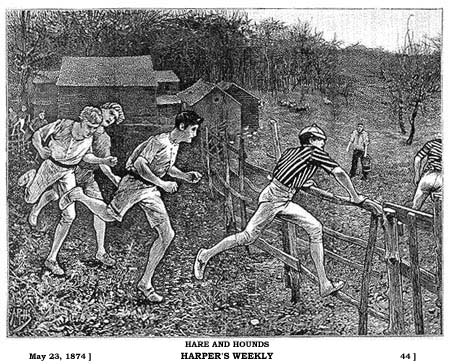 HARE AND HOUNDS
May 23, 1874 ] HARPER'S WEEKLY 44 ]